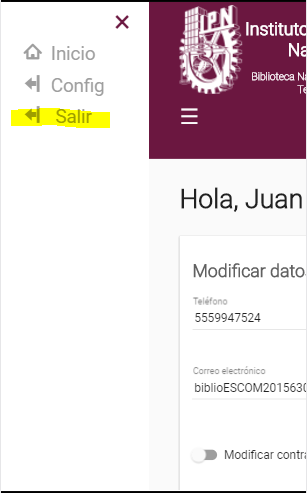 ×
Inicio
Config
Salir
IPN
Instituto
Na
Biblioteca Na
Te
☰
Hola, Juan
Modificar dato
Teléfono
5559947524
Correo electrónico
biblioESCOM2015630
Modificar contra